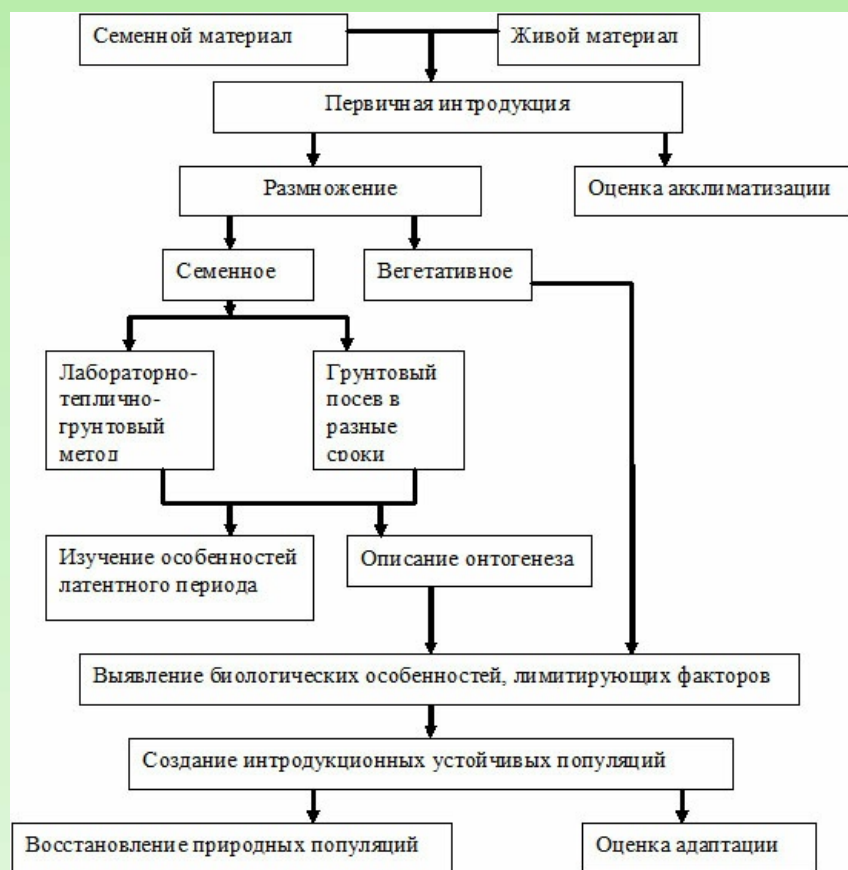 Семенной материал
Живой материал
Первичная интродукция
Размножение
Оценка акклиматизации
Семенное
Вегетативное
Лабораторно-
теплично-
грунтовый
метод
Грунтовый
посев в
разные
сроки
Изучение особенностей
латентного периода
Описание онтогенеза
Выявление биологических особенностей, лимитирующих факторов
Создание интродукционных устойчивых популяций
Восстановление природных популяций
Оценка адаптации